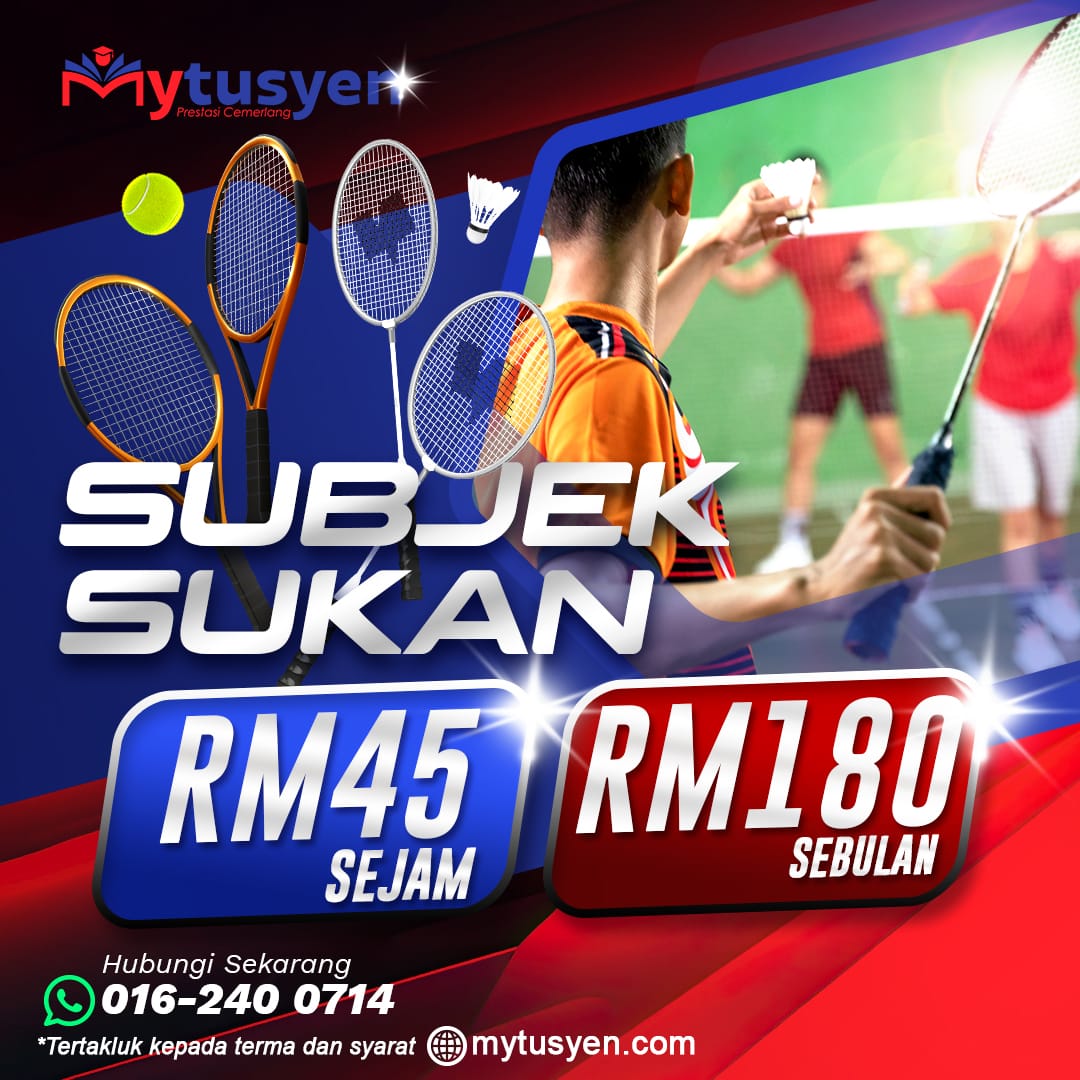 Mytusyen
Prestasi Cemerlang
SUBJEK
SUKAN
RM45
SEJAM
RM180
SEBULAN
Hubungi Sekarang
016-240 0714
*Tertakluk kepada terma dan syarat mytusyen.com